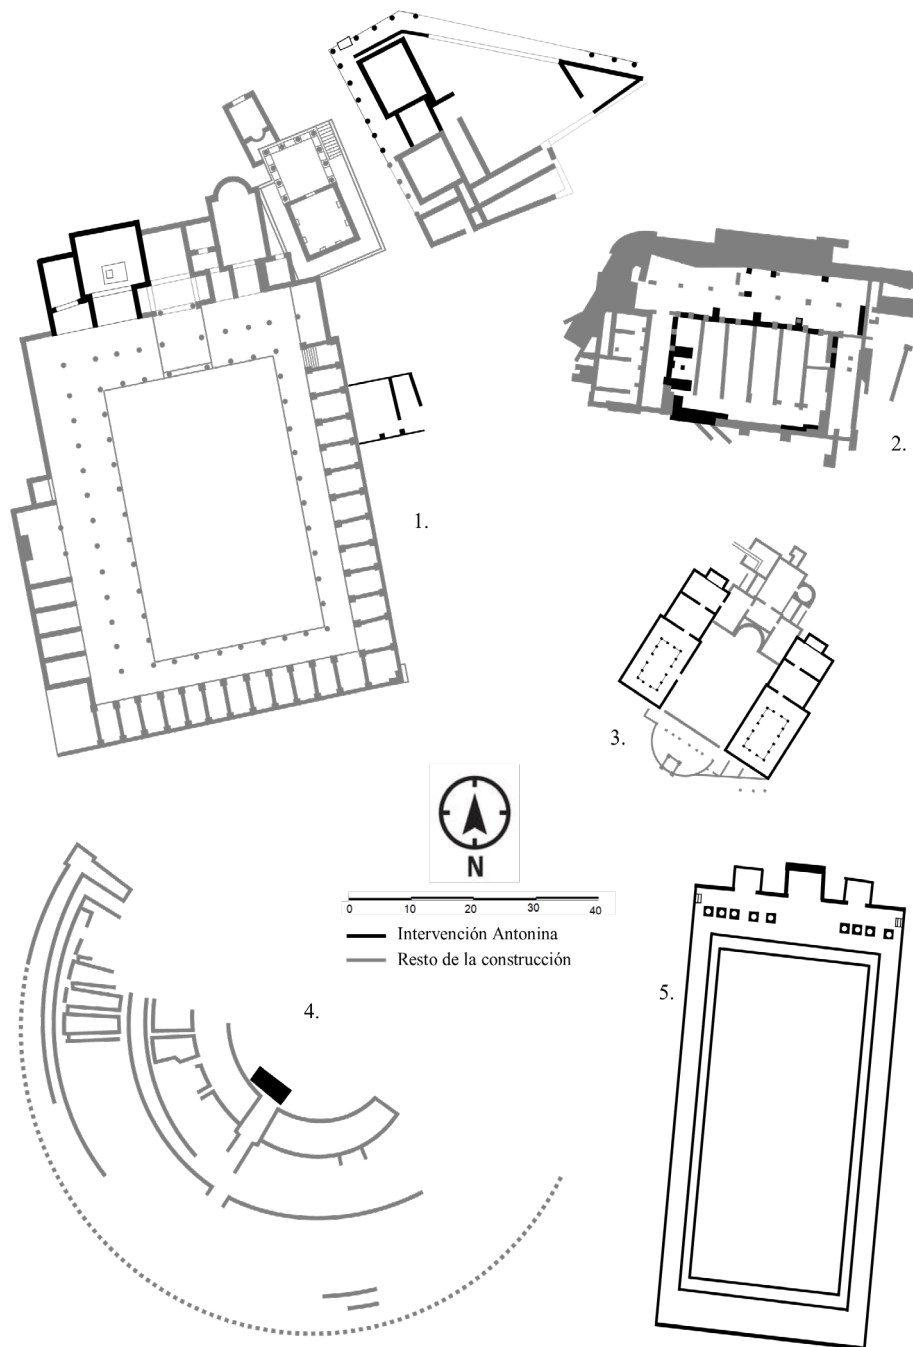 1.
2.
3.
N
0 10 20 30 40
Intervención Antonina
Resto de la construcción
4.
5.